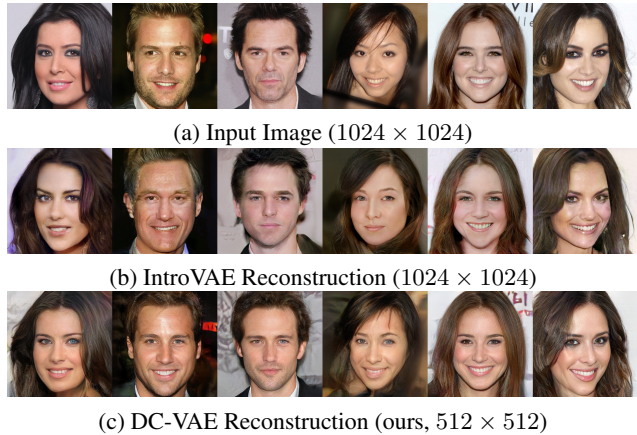 (a) Input Image (1024 × 1024)
(b) IntroVAE Reconstruction (1024 × 1024)
(c) DC-VAE Reconstruction (ours, 512 × 512)